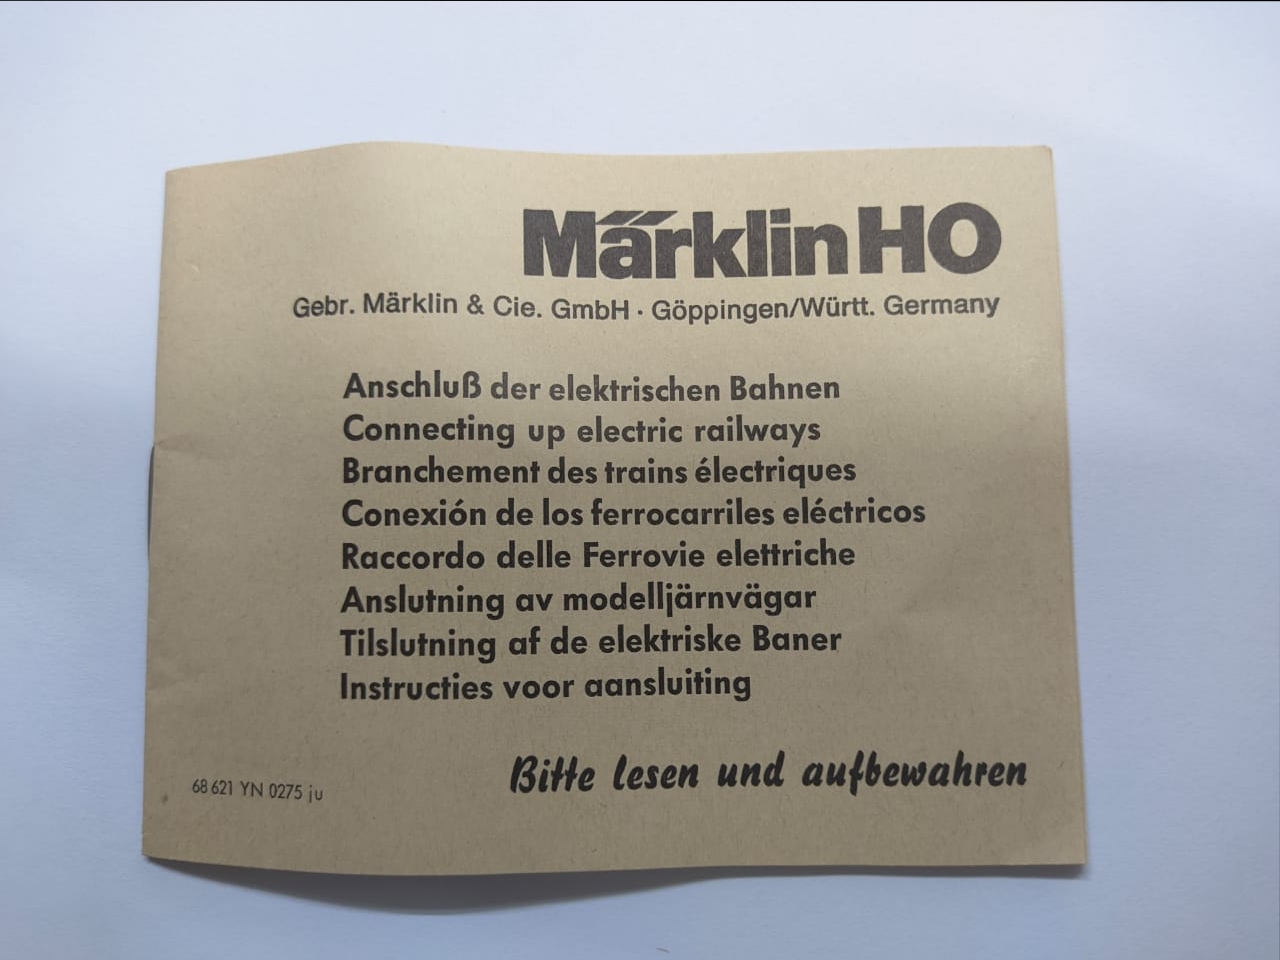 Märklin HO
Gebr. Märklin & Cie. GmbH · Göppingen/Württ. Germany
Anschluß der elektrischen Bahnen
Connecting up electric railways
Branchement des trains électriques
Conexión de los ferrocarriles eléctricos
Raccordo delle Ferrovie elettriche
Anslutning av modelljärnvägar
Tilslutning af de elektriske Baner
Instructies voor aansluiting
Bitte lesen und aufbewahren
68 621 YN 0275 ju